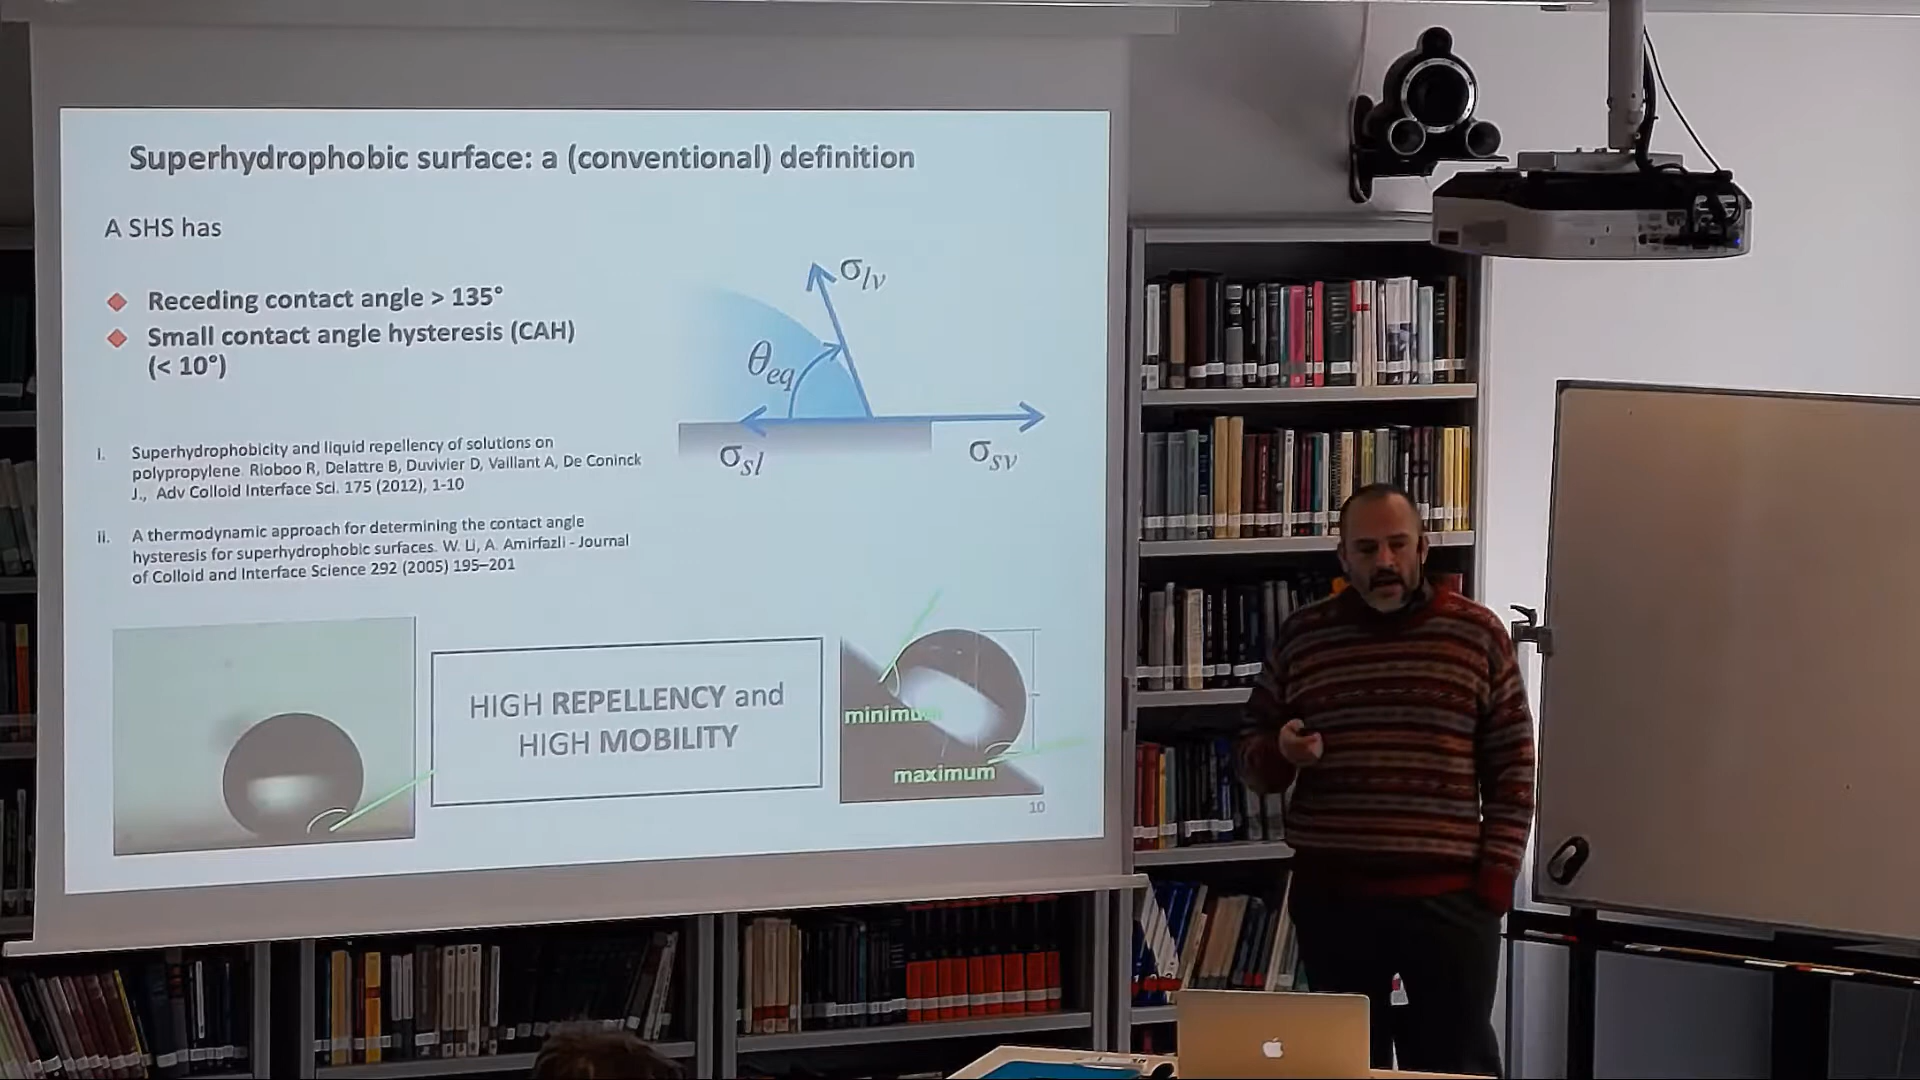 Superhydrophobic surface: a (conventional) definition
A SHS has
Receding contact angle > 135°
Small contact angle hysteresis (CAH)
(< 10°)
i. Superhydrophobicity and liquid repellency of solutions on
polypropylene. Rioboo R, Delattre B, Duvivier D, Vaillant A, De Coninck
J., Adv Colloid Interface Sci. 175 (2012), 1-10
ii. A thermodynamic approach for determining the contact angle
hysteresis for superhydrophobic surfaces. W. Li, A. Amirfazli - Journal
of Colloid and Interface Science 292 (2005) 195–201
σlv
θeq
σsl
σsv
HIGH REPELLENCY and
HIGH MOBILITY
minimum
maximum
10